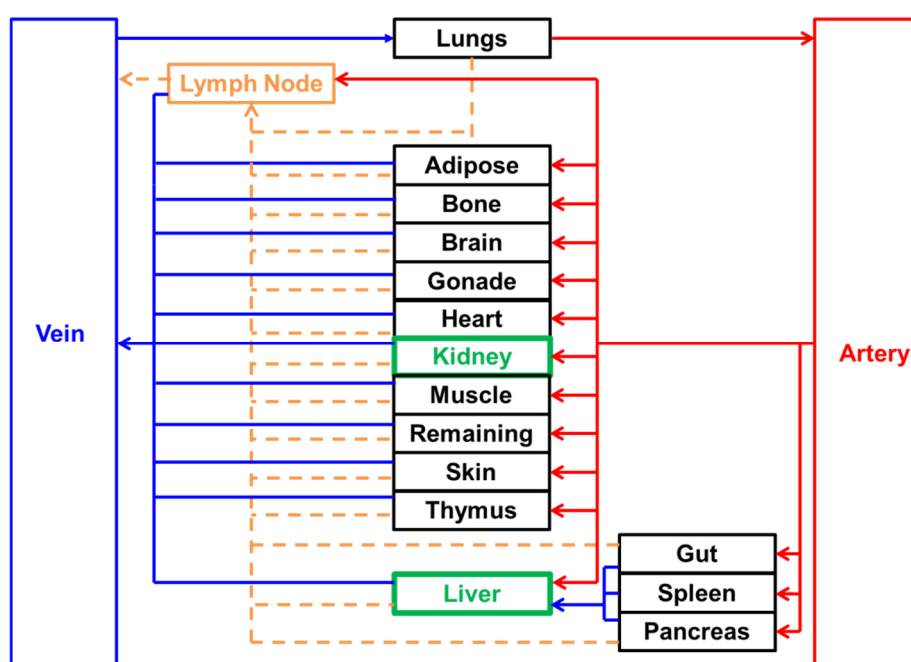 Lungs
Lymph Node
Adipose
Bone
Brain
Gonade
Heart
Vein
Kidney
Artery
Muscle
Remaining
Skin
Thymus
Gut
Liver
Spleen
Pancreas